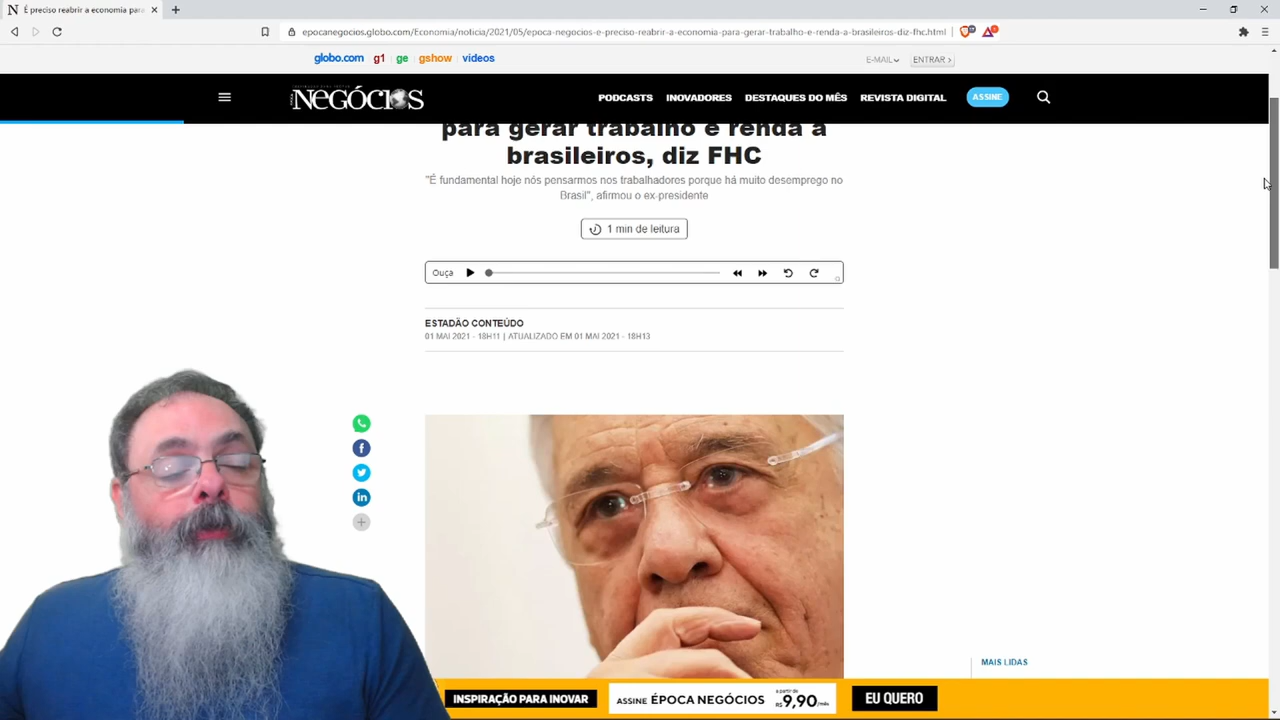 É preciso reabrir a economia para
epocanegocios.globo.com/Economia/noticia/2021/05/epoca-negocios-e-preciso-reabrir-a-economia-para-gerar-trabalho-e-renda-a-brasileiros-diz-fhc.html
globo.com g1 ge gshow videos
E-MAIL ENTRAR
NEGÓCIOS
PODCASTS INOVADORES DESTAQUES DO MÊS REVISTA DIGITAL ASSINE
para gerar trabalho e renda a
brasileiros, diz FHC
"É fundamental hoje nós pensarmos nos trabalhadores porque há muito desemprego no
Brasil", afirmou o ex-presidente
1 min de leitura
Ouça
ESTADÃO CONTEÚDO
01 MAI 2021 - 18H11 | ATUALIZADO EM 01 MAI 2021 - 18H13
MAIS LIDAS
INSPIRAÇÃO PARA INOVAR
ASSINE ÉPOCA NEGÓCIOS
a partir de
R$ 9,90/mês
EU QUERO